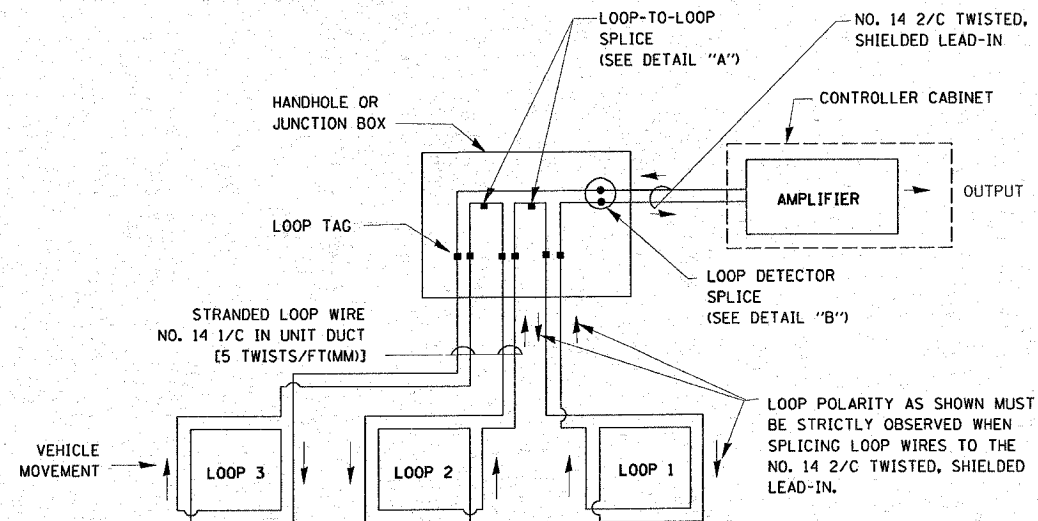 LOOP-TO-LOOP
SPLICE
(SEE DETAIL "A")
NO. 14 2/C TWISTED,
SHIELDED LEAD-IN
HANDHOLE OR
JUNCTION BOX
CONTROLLER CABINET
AMPLIFIER
OUTPUT
LOOP TAG
LOOP DETECTOR
SPLICE
(SEE DETAIL "B")
STRANDED LOOP WIRE
NO. 14 1/C IN UNIT DUCT
[5 TWISTS/FT(MM)]
LOOP POLARITY AS SHOWN MUST
BE STRICTLY OBSERVED WHEN
SPLICING LOOP WIRES TO THE
NO. 14 2/C TWISTED, SHIELDED
LEAD-IN.
VEHICLE
MOVEMENT
LOOP 3
LOOP 2
LOOP 1